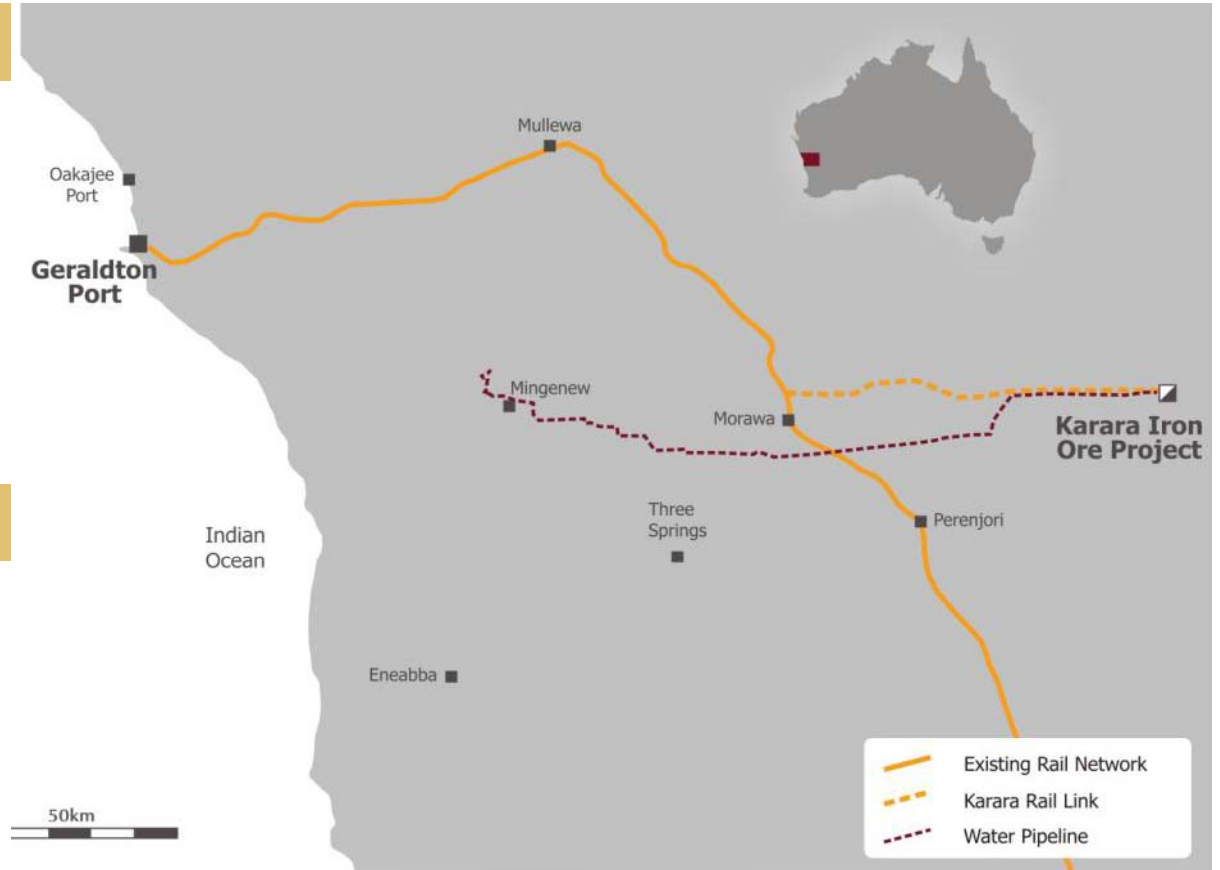 Mullewa
Oakajee
Port
Geraldton
Port
Mingenew
Morawa
Karara Iron
Ore Project
Three
Springs
Perenjori
Indian
Ocean
Eneabba
50km
Existing Rail Network
Karara Rail Link
Water Pipeline